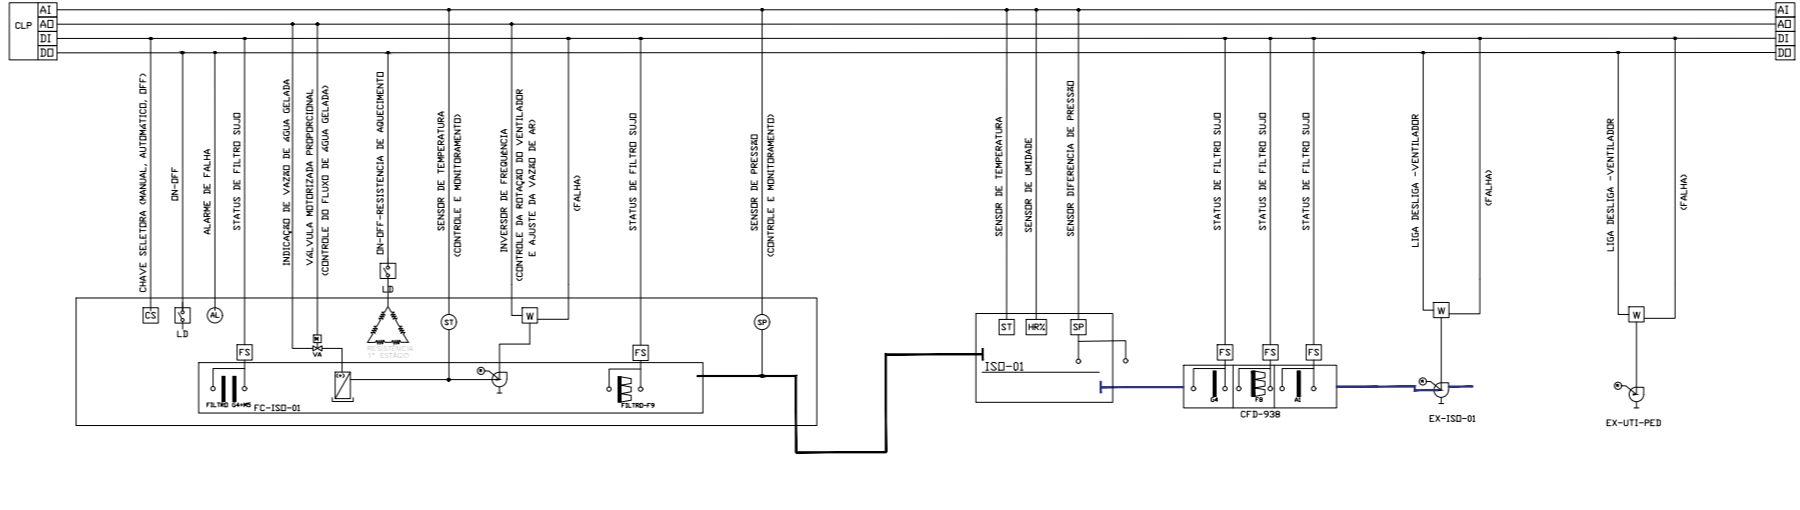 CLP
AI
AO
DI
DO
AI
AO
DI
DO
CHAVE SELETORA (MANUAL, AUTOMÁTICO, OFF)
ON-OFF
ALARME DE FALHA
STATUS DE FILTRO SUJO
INDICAÇÃO DE VAZÃO DE ÁGUA GELADA
VÁLVULA MOTORIZADA PROPORCIONAL
(CONTROLE DO FLUXO DE ÁGUA GELADA)
ON-OFF-RESISTENCIA DE AQUECIMENTO
SENSOR DE TEMPERATURA
(CONTROLE E MONITORAMENTO)
INVERSOR DE FREQUÊNCIA
(CONTROLE DA ROTAÇÃO DO VENTILADOR
E AJUSTE DA VAZÃO DE AR)
(FALHA)
STATUS DE FILTRO SUJO
SENSOR DE PRESSÃO
(CONTROLE E MONITORAMENTO)
SENSOR DE TEMPERATURA
SENSOR DE UMIDADE
SENSOR DIFERENCIA DE PRESSÃO
STATUS DE FILTRO SUJO
STATUS DE FILTRO SUJO
STATUS DE FILTRO SUJO
LIGA DESLIGA -VENTILADOR
(FALHA)
LIGA DESLIGA -VENTILADOR
(FALHA)
LD
CS
LD
AL
FS
M
VA
RESISTÊNCIA
1° ESTÁGIO
ST
W
FS
SP
ST
HR%
SP
FS
FS
FS
W
W
(+)
FILTRO G4+M5
FC-ISO-01
FILTRO-F9
ISO-01
G4
F8
A1
CFD-938
EX-ISO-01
EX-UTI-PED